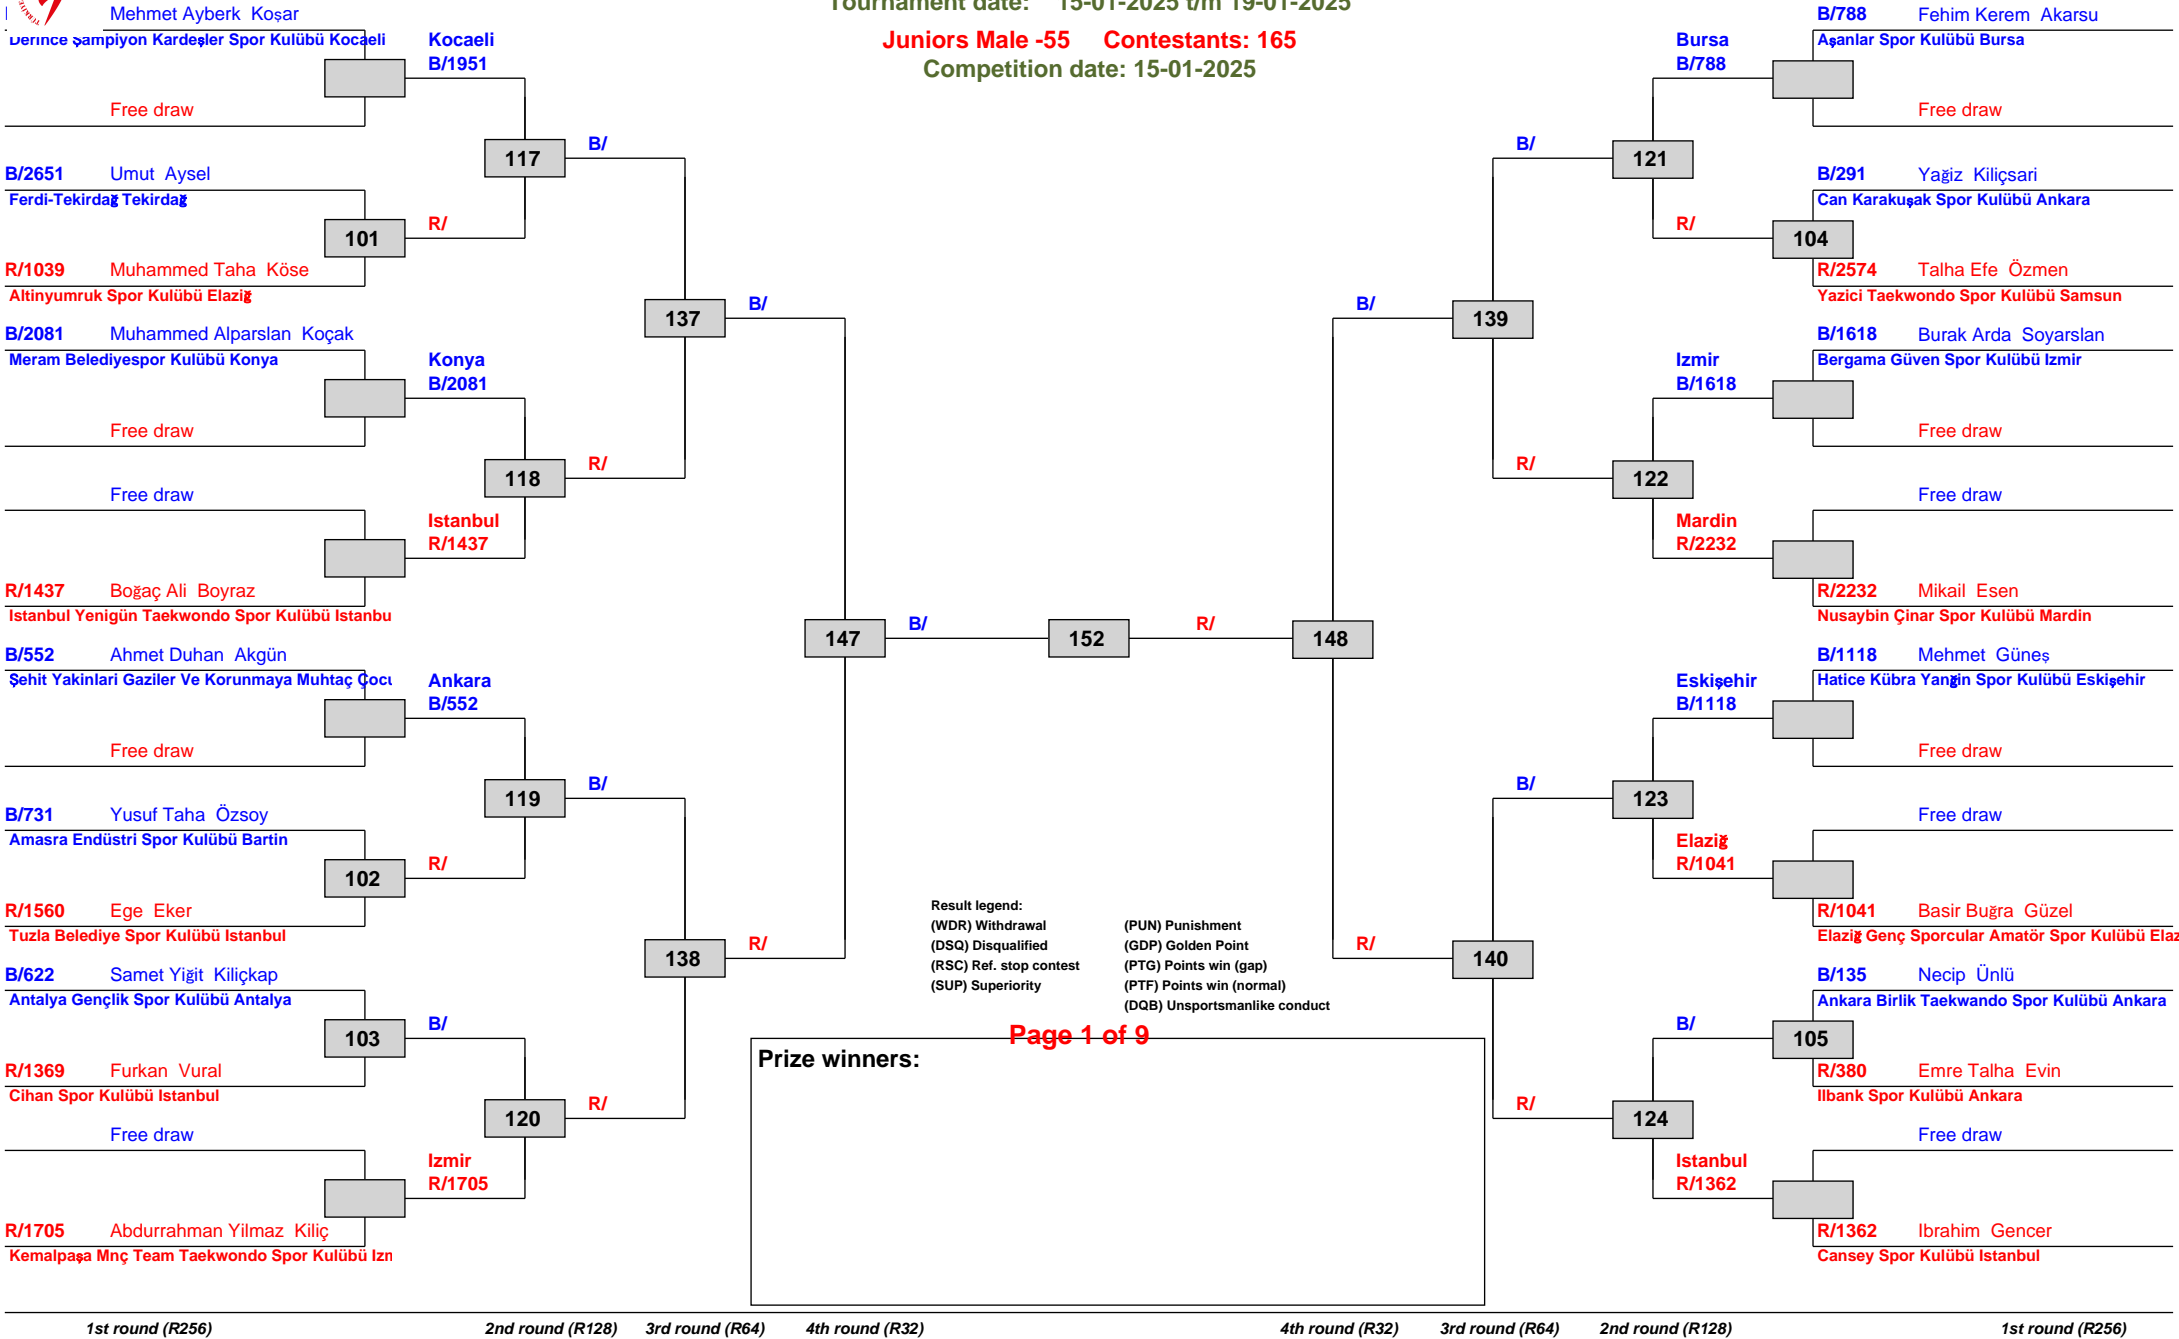 Tournament date: 15-01-2025 t/m 19-01-2025
Juniors Male -55 Contestants: 165
Competition date: 15-01-2025
Mehmet Ayberk Koşar
Derince Şampiyon Kardeşler Spor Kulübü Kocaeli
Free draw
B/2651 Umut Aysel
Ferdi-Tekirdağ Tekirdağ
101
R/1039 Muhammed Taha Köse
Altinyumruk Spor Kulübü Elaziğ
B/2081 Muhammed Alparslan Koçak
Meram Belediyespor Kulübü Konya
Free draw
Free draw
R/1437 Boğaç Ali Boyraz
Istanbul Yenigün Taekwondo Spor Kulübü Istanbu
B/552 Ahmet Duhan Akgün
Şehit Yakinlari Gaziler Ve Korunmaya Muhtaç Çocu
Free draw
B/731 Yusuf Taha Özsoy
Amasra Endüstri Spor Kulübü Bartin
102
R/1560 Ege Eker
Tuzla Belediye Spor Kulübü Istanbul
B/622 Samet Yiğit Kiliçkap
Antalya Gençlik Spor Kulübü Antalya
103
R/1369 Furkan Vural
Cihan Spor Kulübü Istanbul
Free draw
R/1705 Abdurrahman Yilmaz Kiliç
Kemalpaşa Mnç Team Taekwondo Spor Kulübü Izn
Kocaeli
B/1951
117
R/
Konya
B/2081
118
Istanbul
R/1437
Ankara
B/552
119
R/
B/
120
Izmir
R/1705
B/
137
R/
B/
138
R/
B/
147
R/
B/
152
R/
148
B/
R/
B/
139
R/
B/
140
R/
Bursa
B/788
121
R/
Izmir
B/1618
122
Mardin
R/2232
Eskişehir
B/1118
123
Elaziğ
R/1041
B/
124
Istanbul
R/1362
B/788 Fehim Kerem Akarsu
Aşanlar Spor Kulübü Bursa
Free draw
B/291 Yağiz Kiliçsari
Can Karakuşak Spor Kulübü Ankara
104
R/2574 Talha Efe Özmen
Yazici Taekwondo Spor Kulübü Samsun
B/1618 Burak Arda Soyarslan
Bergama Güven Spor Kulübü Izmir
Free draw
Free draw
R/2232 Mikail Esen
Nusaybin Çinar Spor Kulübü Mardin
B/1118 Mehmet Güneş
Hatice Kübra Yangin Spor Kulübü Eskişehir
Free draw
Free draw
R/1041 Basir Buğra Güzel
Elaziğ Genç Sporcular Amatör Spor Kulübü Elaz
B/135 Necip Ünlü
Ankara Birlik Taekwando Spor Kulübü Ankara
105
R/380 Emre Talha Evin
Ilbank Spor Kulübü Ankara
Free draw
R/1362 Ibrahim Gencer
Cansey Spor Kulübü Istanbul
Result legend:
(WDR) Withdrawal (PUN) Punishment
(DSQ) Disqualified (GDP) Golden Point
(RSC) Ref. stop contest (PTG) Points win (gap)
(SUP) Superiority (PTF) Points win (normal)
(DQB) Unsportsmanlike conduct
Page 1 of 9
Prize winners:
1st round (R256) 2nd round (R128) 3rd round (R64) 4th round (R32) 4th round (R32) 3rd round (R64) 2nd round (R128) 1st round (R256)